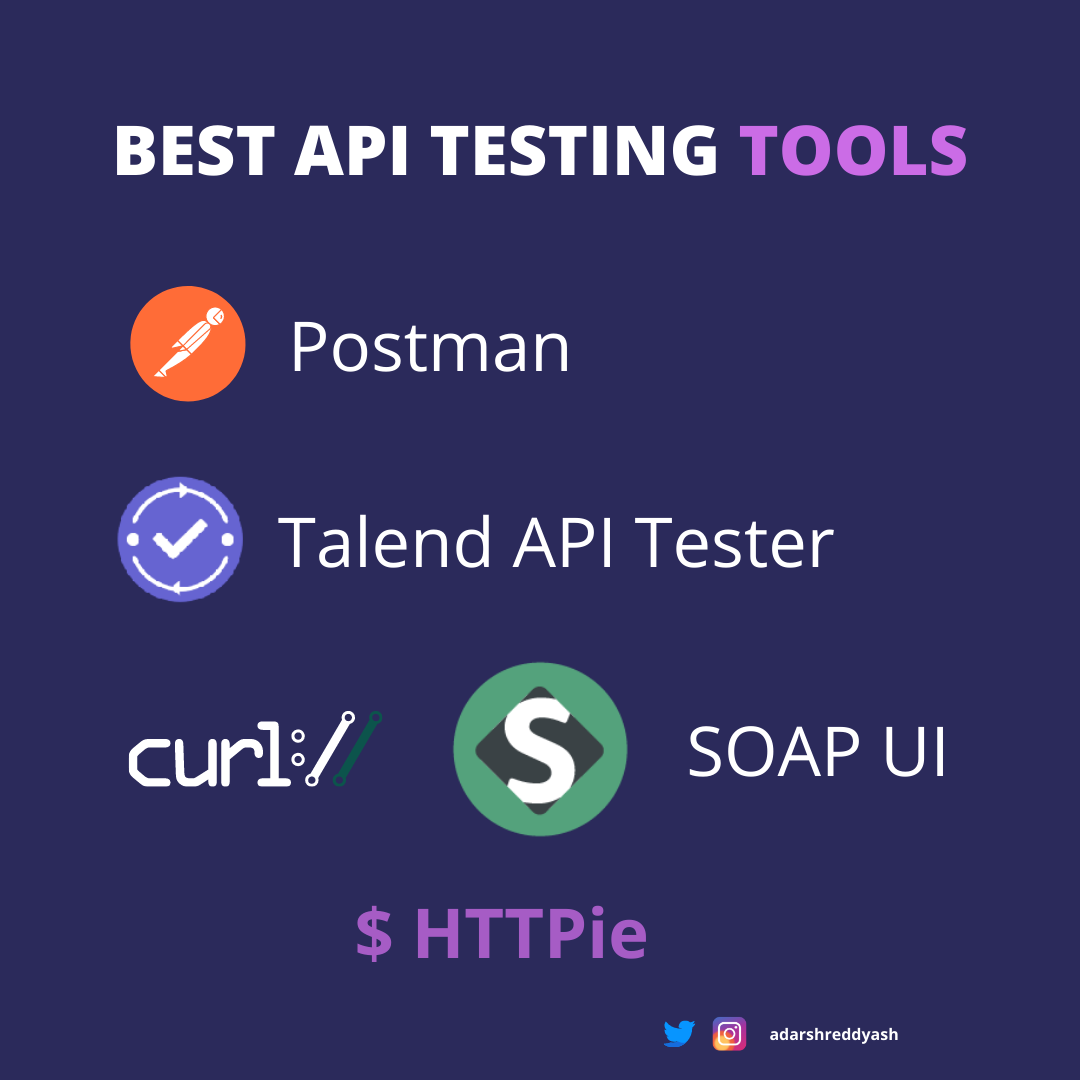 BEST API TESTING TOOLS
Postman
Talend API Tester
curl://
S
SOAP UI
$ HTTPie
adarshreddyash